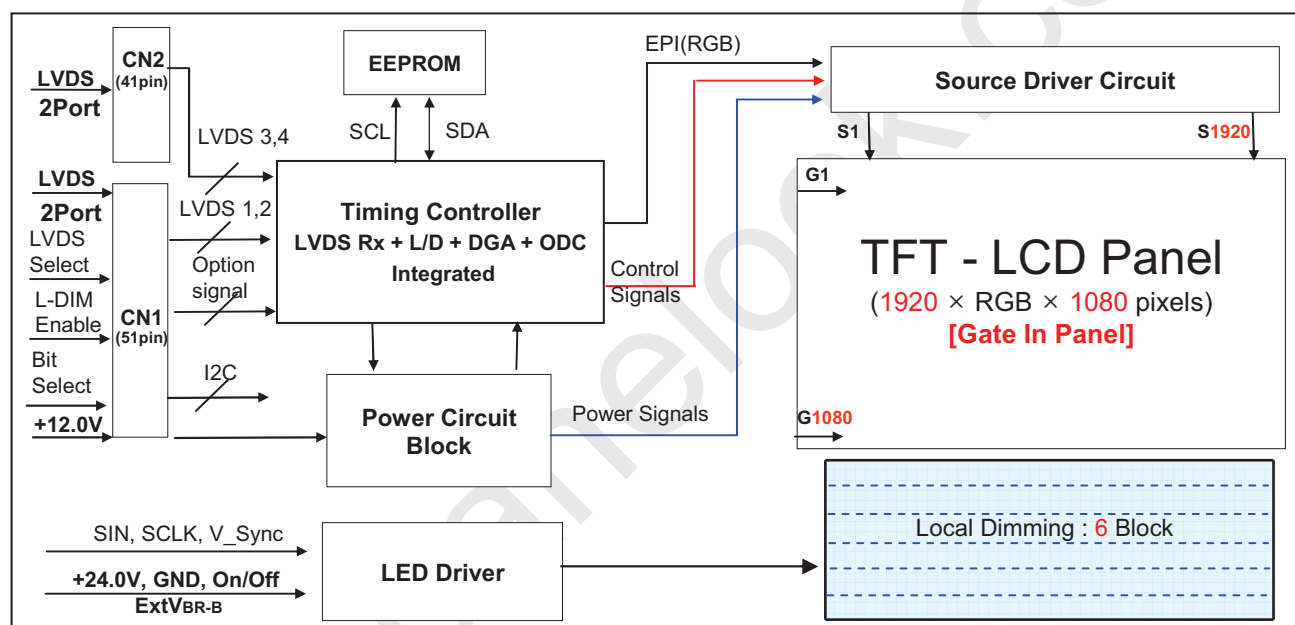 CN2
(41pin)
LVDS
2Port
EEPROM
SCL
SDA
LVDS 3,4
EPI(RGB)
Source Driver Circuit
S1
S1920
LVDS
2Port
LVDS
Select
L-DIM
Enable
Bit
Select
+12.0V
CN1
(51pin)
LVDS 1,2
Option
signal
I2C
Timing Controller
LVDS Rx + L/D + DGA + ODC
Integrated
Control
Signals
Power Circuit
Block
Power Signals
G1
TFT - LCD Panel
(1920 × RGB × 1080 pixels)
[Gate In Panel]
G1080
SIN, SCLK, V_Sync
+24.0V, GND, On/Off
ExtVBR-B
LED Driver
Local Dimming : 6 Block